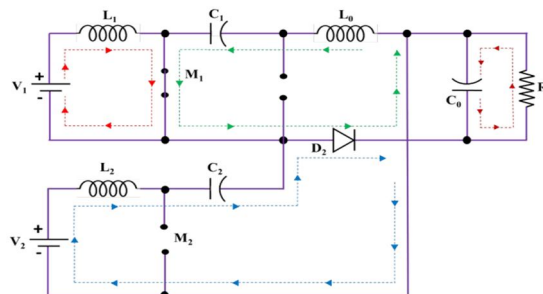 L₁
C₁
L₀
V₁
+
-
M₁
C₀
R
D₂
L₂
C₂
V₂
+
-
M₂